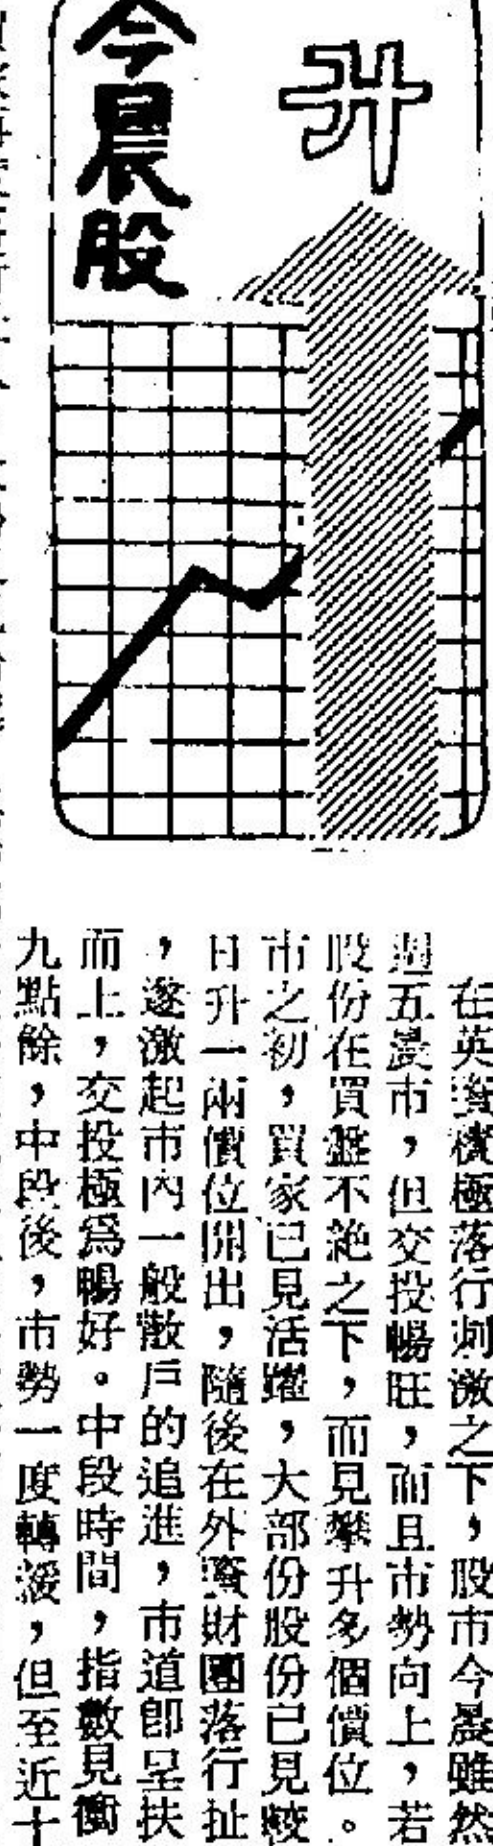 今晨股
升
在英資積極落行刺激之下，股市今晨雖然
週五晨市，但交投暢旺，而且市勢向上，若
股份在買盤不絶之下，而見攀升多個價位。
市之初，買家已見活躍，大部份股份已見較
日升一兩價位開出，隨後在外資財團落行扯
，遂激起市內一般散戶的追進，市道即呈扶
而上，交投極爲暢好。中段時間，指數見衝
九點餘，中段後，市勢一度轉緩，但至近十